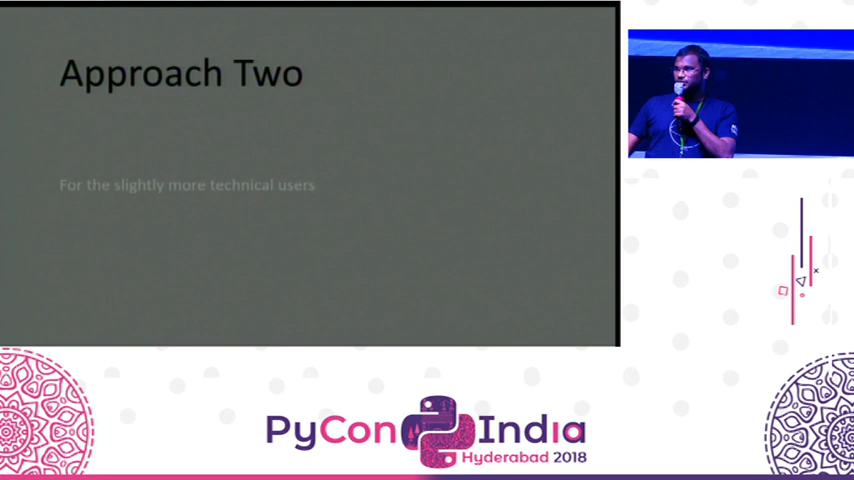 Approach Two
For the slightly more technical users
PyCon India
Hyderabad 2018